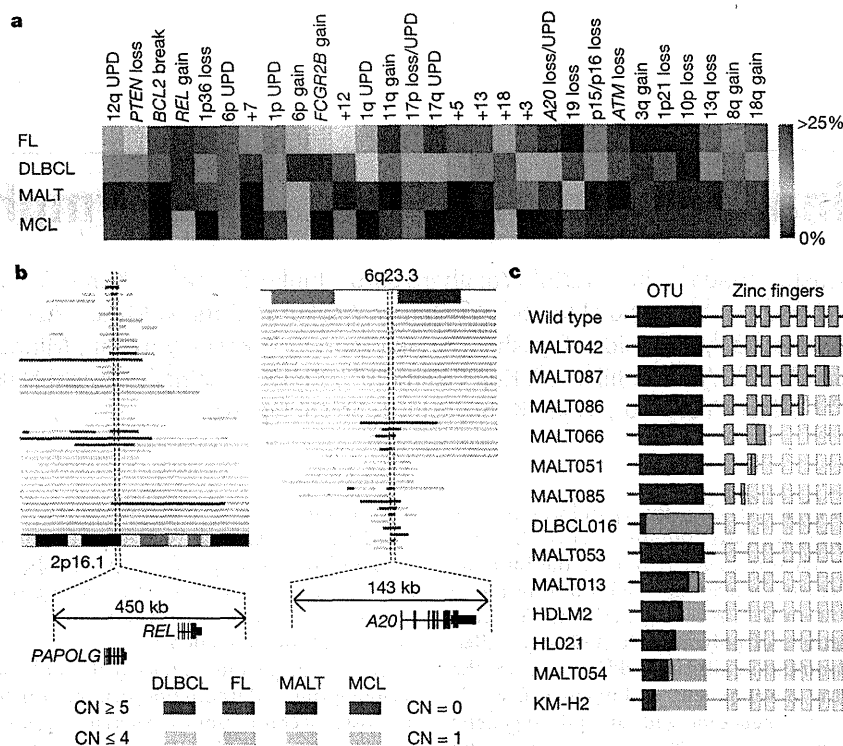 a
12q UPD
PTEN loss
BCL2 break
REL gain
1p36 loss
6p UPD
+7
1p UPD
6p gain
FCGR2B gain
+12
1q UPD
11q gain
17p loss/UPD
17q UPD
+5
+13
+18
+3
A20 loss/UPD
19 loss
p15/p16 loss
ATM loss
3q gain
1p21 loss
10p loss
13q loss
8q gain
18q gain
FL
DLBCL
MALT
MCL
>25%
0%
b
2p16.1
450 kb
REL
PAPOLG
6q23.3
143 kb
A20
DLBCL FL MALT MCL
CN ≥ 5 CN = 0
CN ≤ 4 CN = 1
c
OTU Zinc fingers
Wild type
MALT042
MALT087
MALT086
MALT066
MALT051
MALT085
DLBCL016
MALT053
MALT013
HDLM2
HL021
MALT054
KM-H2